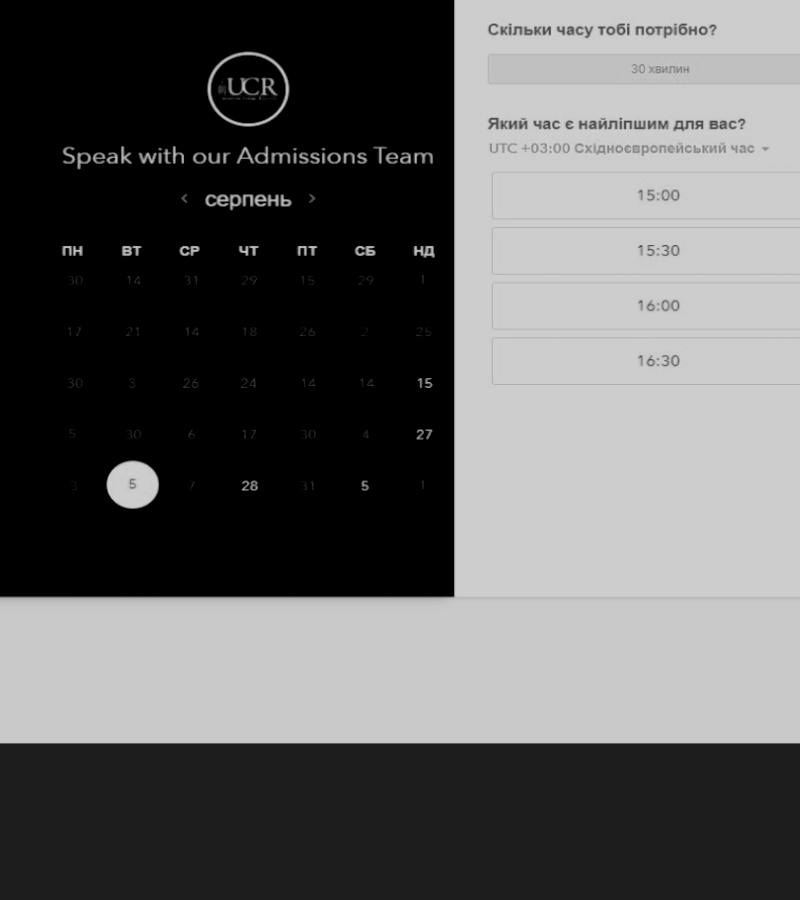 UCR
Speak with our Admissions Team
< серпень >
ПН ВТ СР ЧТ ПТ СБ НД
30 14 31 29 15 29 1
17 21 14 18 26 2 25
30 3 26 24 14 14 15
5 30 6 17 30 4 27
3 5 7 28 31 5 1
Скільки часу тобі потрібно?
30 хвилин
Який час є найліпшим для вас?
UTC +03:00 Східноєвропейський час
15:00
15:30
16:00
16:30